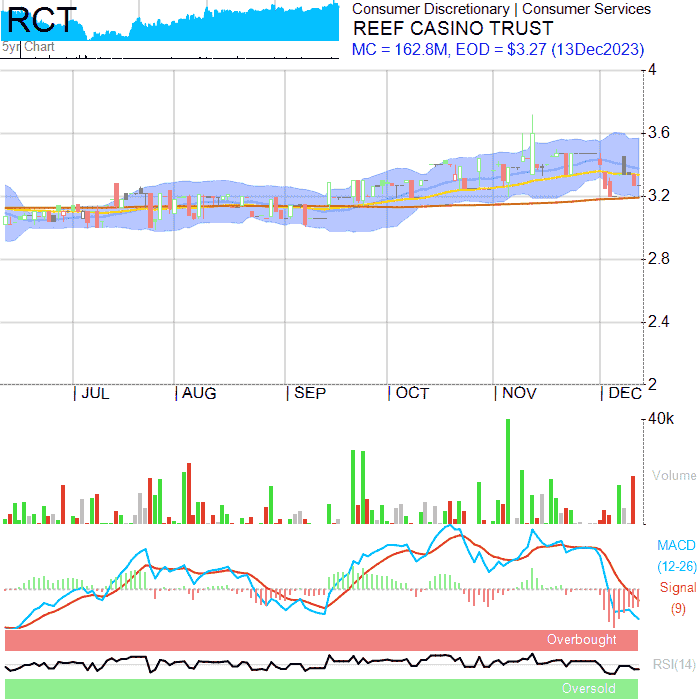 RCT
5yr Chart
Consumer Discretionary | Consumer Services
REEF CASINO TRUST
MC = 162.8M, EOD = $3.27 (13Dec2023)
4
3.6
3.2
2.8
2.4
2
| JUL | AUG | SEP | OCT | NOV | DEC
40k
Volume
MACD
(12-26)
Signal
(9)
Overbought
RSI(14)
Oversold